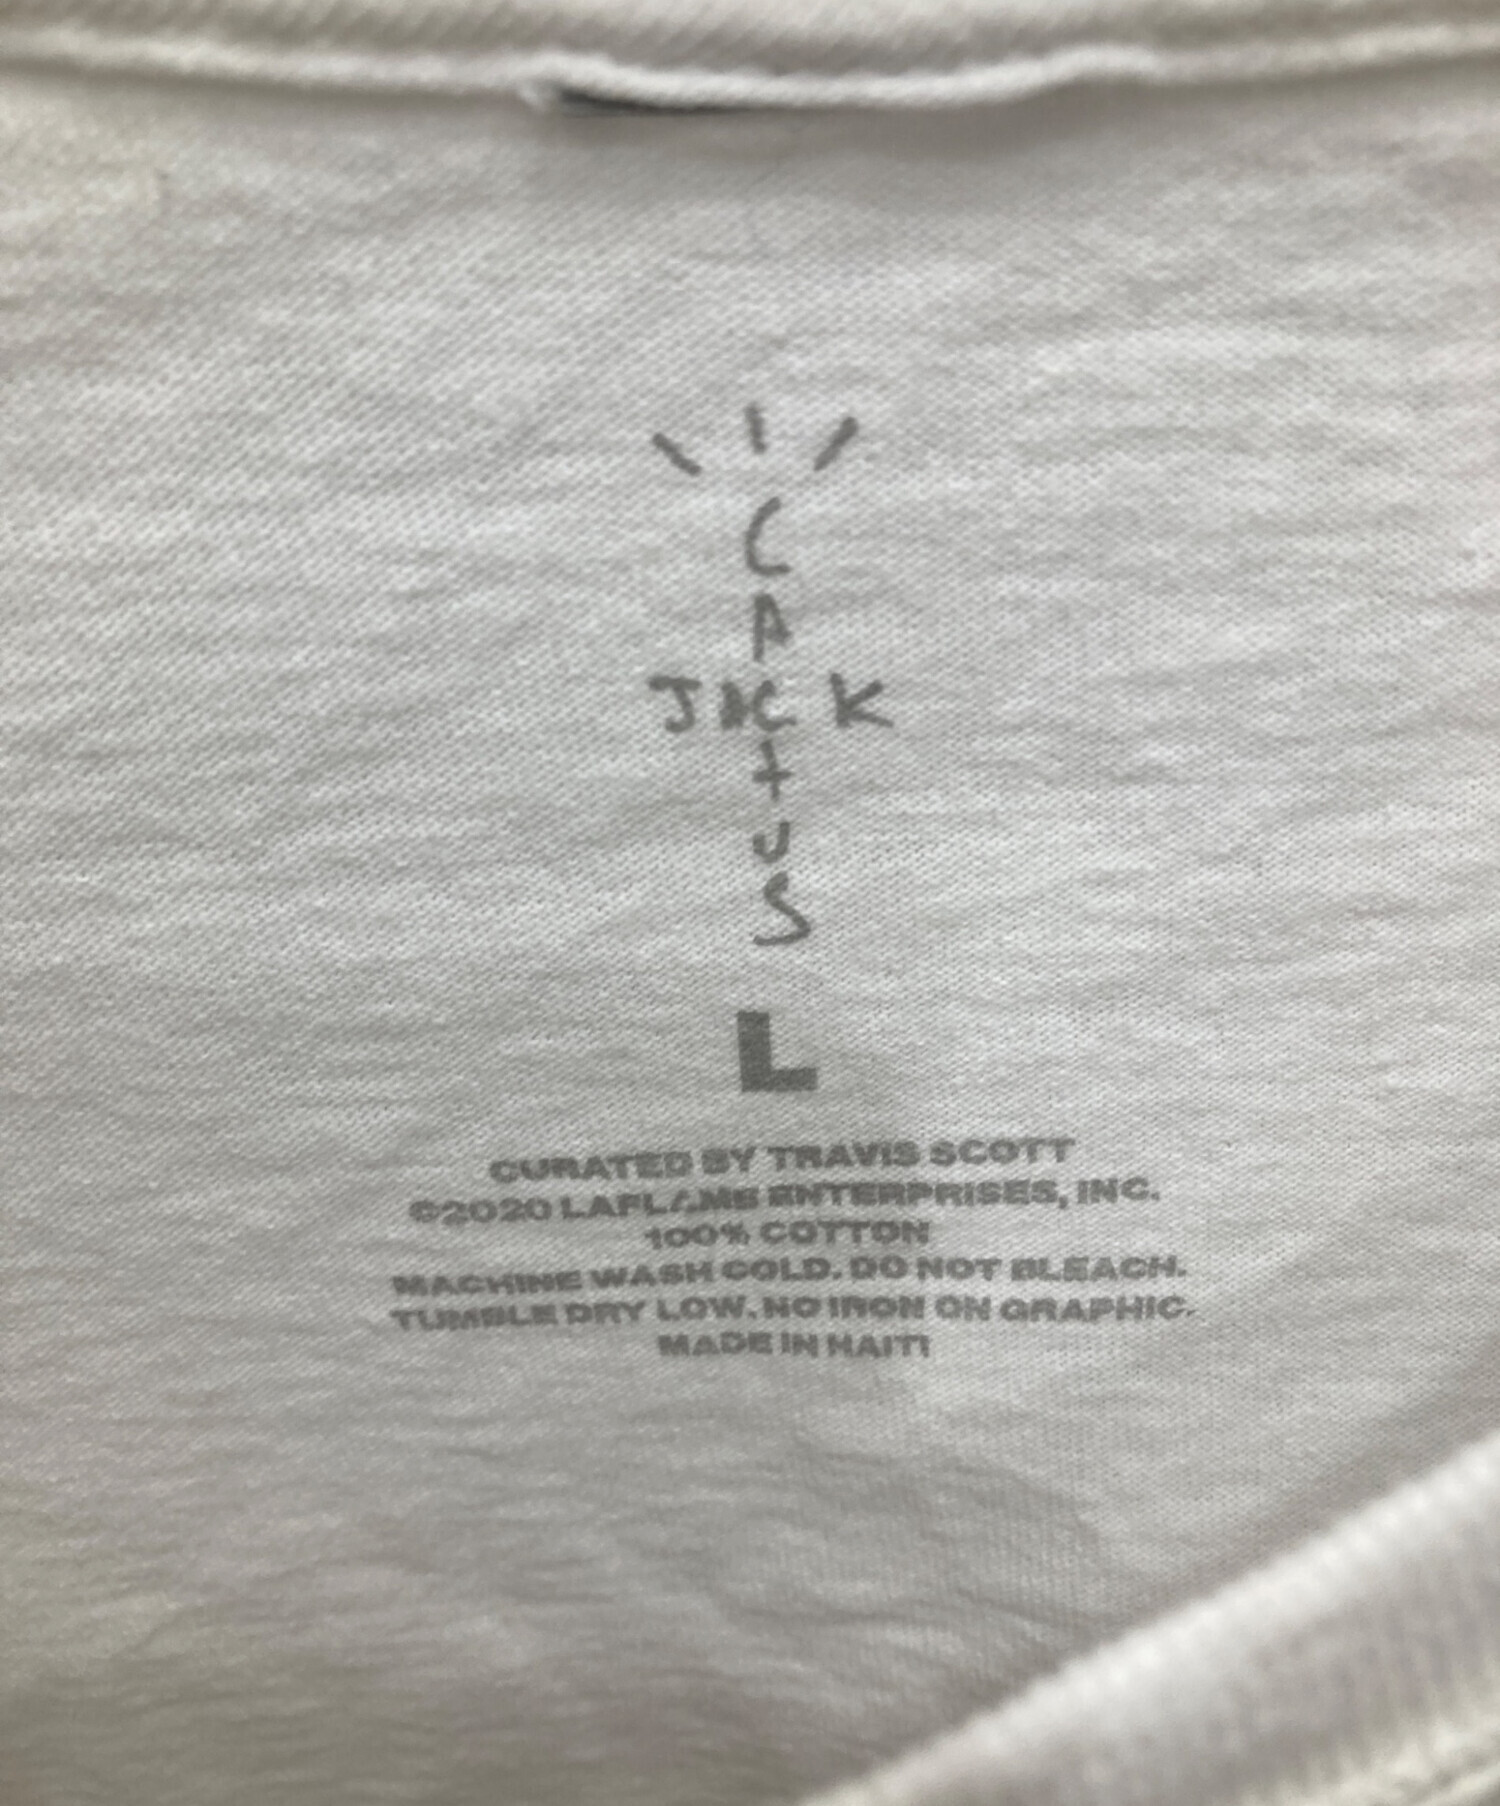 CACTUS
JACK
L
CURATED BY TRAVIS SCOTT
©2020 LAFLAME ENTERPRISES, INC.
100% COTTON
MACHINE WASH COLD. DO NOT BLEACH.
TUMBLE DRY LOW. NO IRON ON GRAPHIC.
MADE IN HAITI